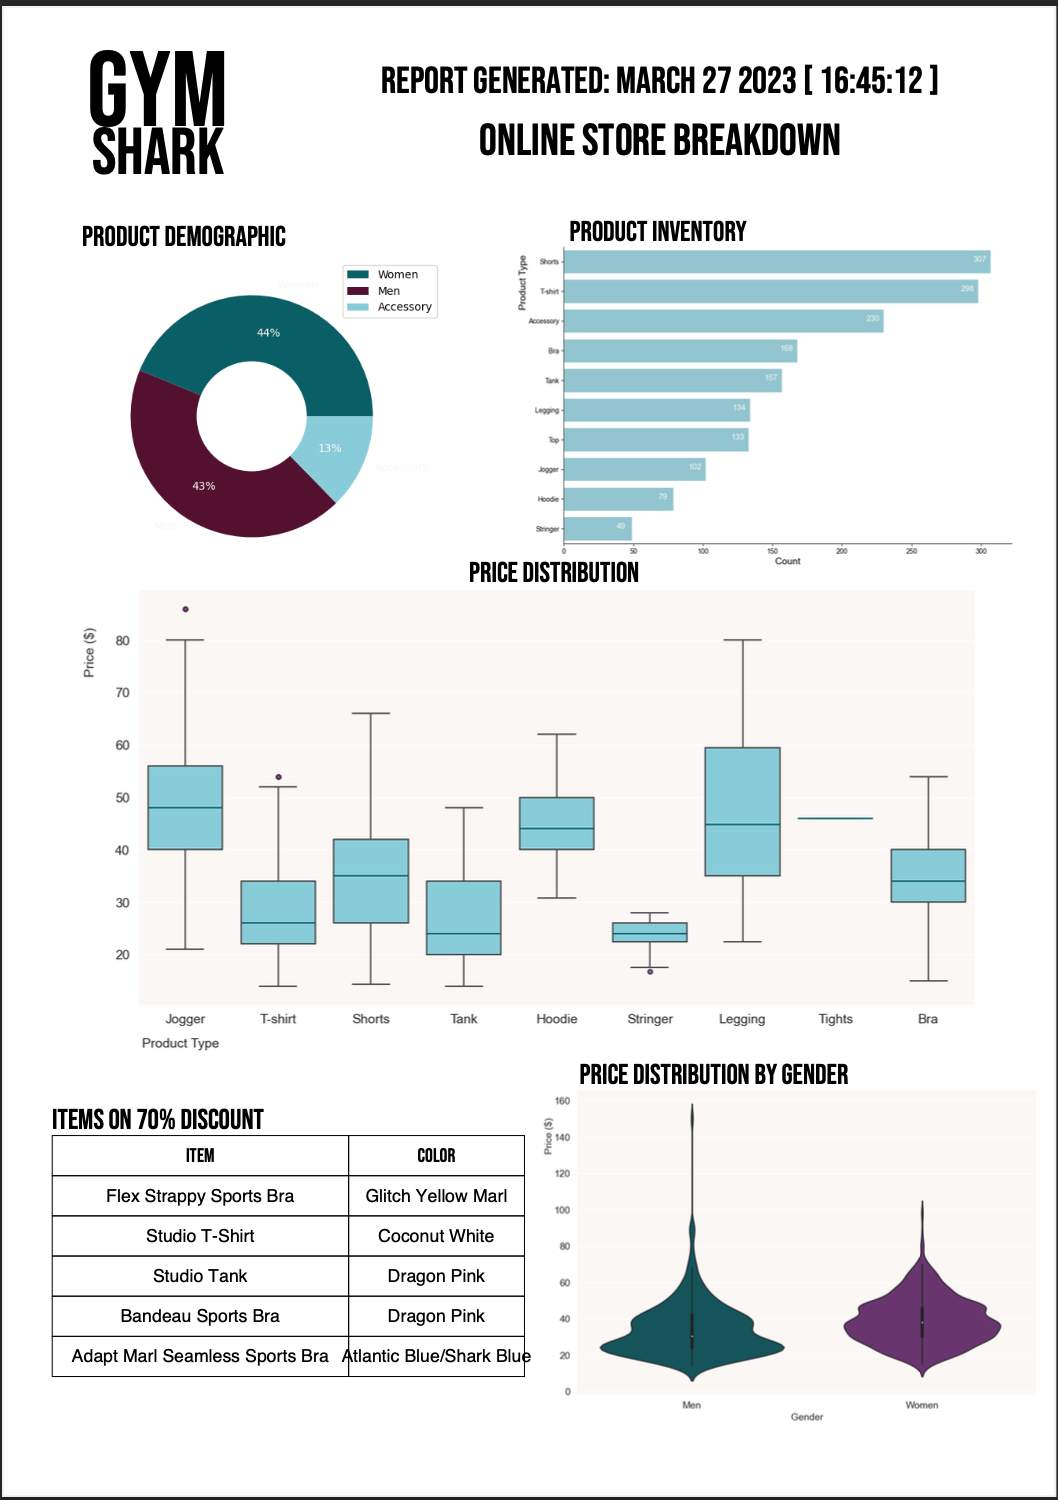 GYM
SHARK
REPORT GENERATED: MARCH 27 2023 [ 16:45:12 ]
ONLINE STORE BREAKDOWN
PRODUCT DEMOGRAPHIC
Women
Men
Accessory
Women
44%
13%
Accessory
43%
Men
PRODUCT INVENTORY
Product Type
Shorts 307
T-shirt 298
Accessory 230
Bra 168
Tank 157
Legging 134
Top 133
Jogger 102
Hoodie 79
Stringer 49
0 50 100 150 200 250 300
Count
PRICE DISTRIBUTION
Price ($)
80
70
60
50
40
30
20
Jogger T-shirt Shorts Tank Hoodie Stringer Legging Tights Bra
Product Type
ITEMS ON 70% DISCOUNT
ITEM COLOR
Flex Strappy Sports Bra Glitch Yellow Marl
Studio T-Shirt Coconut White
Studio Tank Dragon Pink
Bandeau Sports Bra Dragon Pink
Adapt Marl Seamless Sports Bra Atlantic Blue/Shark Blue
PRICE DISTRIBUTION BY GENDER
Price ($)
160
140
120
100
80
60
40
20
0
Men Women
Gender